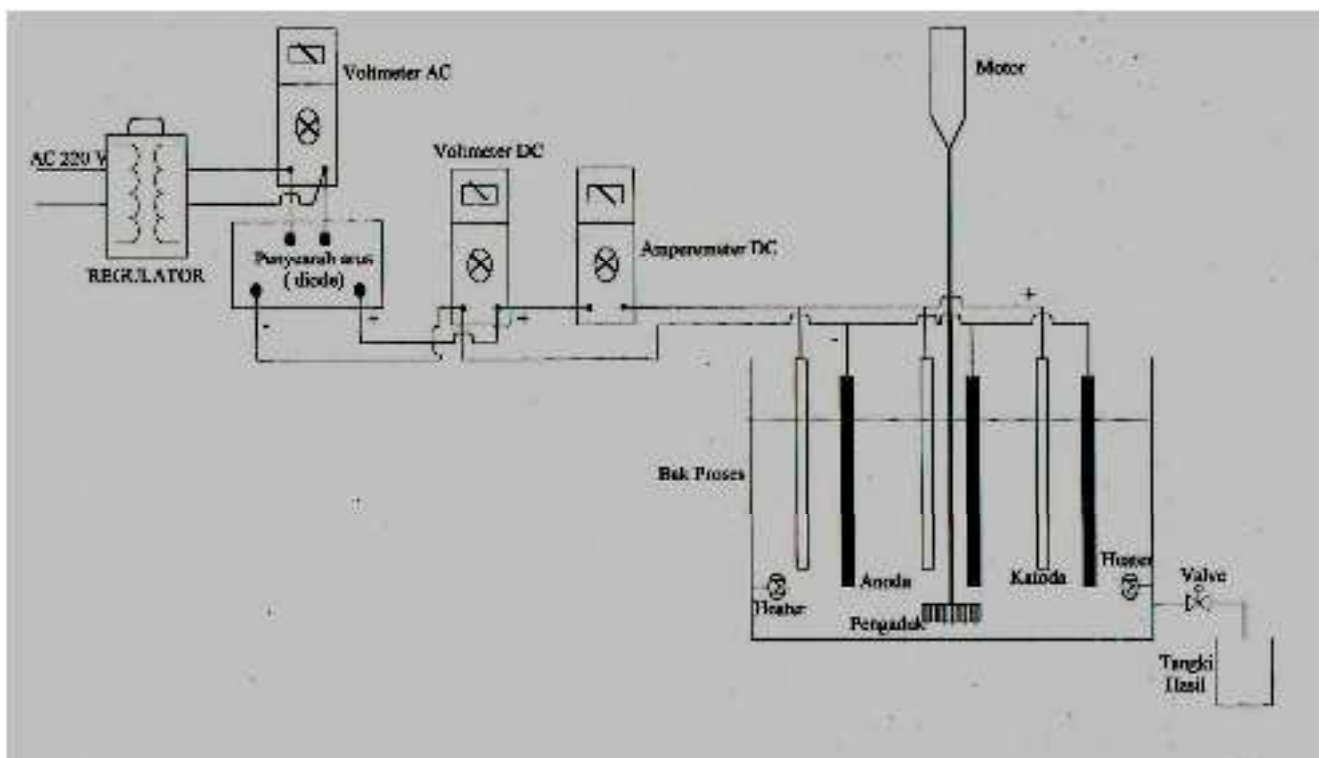 Voltmeter AC
Motor
AC 220 V
Voltmeter DC
REGULATOR
Penyearah arus
( diode)
Amperemeter DC
-
+
+
+
-
Bak Proses
Anoda
Katoda
Heater
Heater
Valve
Pengaduk
Tangki
Hasil